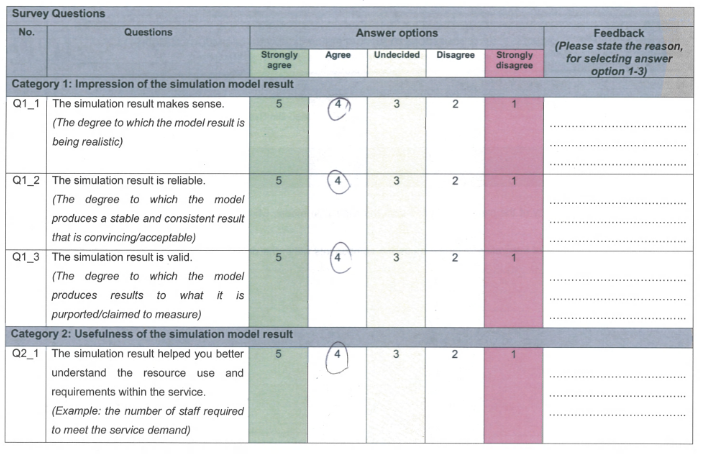 Survey Questions
No. Questions Answer options Feedback
(Please state the reason,
for selecting answer
option 1-3)
Strongly
agree Agree Undecided Disagree Strongly
disagree
Category 1: Impression of the simulation model result
Q1_1 The simulation result makes sense. 5 4 3 2 1
(The degree to which the model result is
being realistic)
Q1_2 The simulation result is reliable. 5 4 3 2 1
(The degree to which the model
produces a stable and consistent result
that is convincing/acceptable)
Q1_3 The simulation result is valid. 5 4 3 2 1
(The degree to which the model
produces results to what it is
purported/claimed to measure)
Category 2: Usefulness of the simulation model result
Q2_1 The simulation result helped you better 5 4 3 2 1
understand the resource use and
requirements within the service.
(Example: the number of staff required
to meet the service demand)